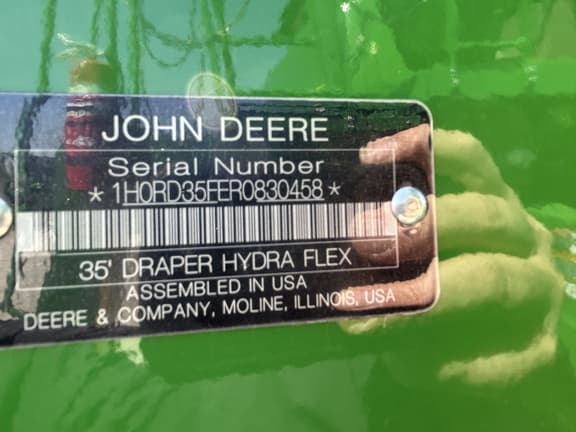 JOHN DEERE
Serial Number
*1H0RD35FER0830458*
35' DRAPER HYDRA FLEX
ASSEMBLED IN USA
DEERE & COMPANY, MOLINE, ILLINOIS, USA